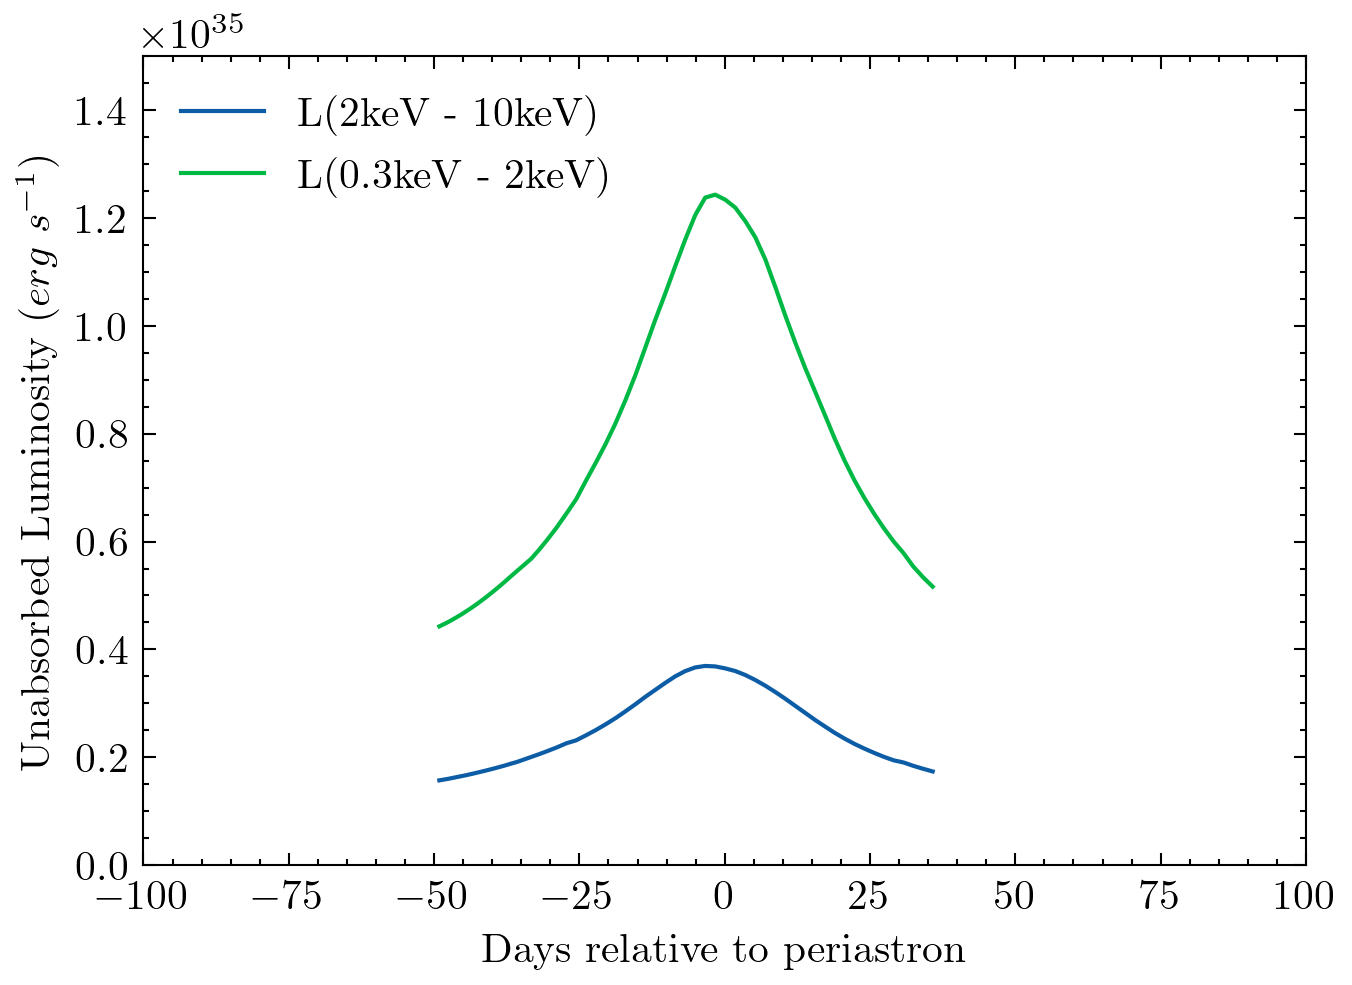 ×10³⁵
L(2keV - 10keV)
L(0.3keV - 2keV)
Unabsorbed Luminosity (erg s⁻¹)
1.4
1.2
1.0
0.8
0.6
0.4
0.2
0.0
−100 −75 −50 −25 0 25 50 75 100
Days relative to periastron